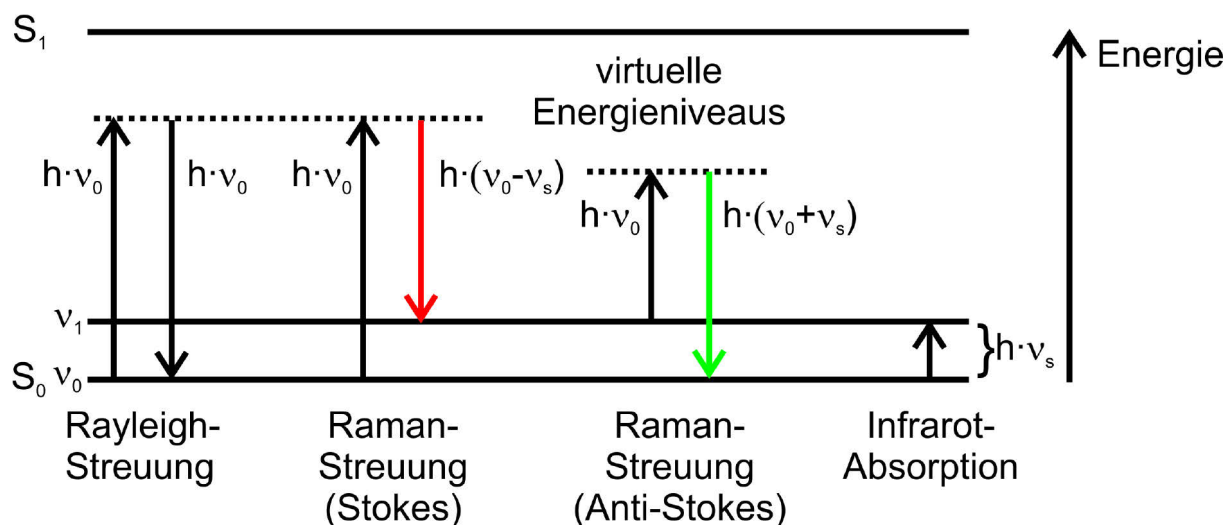 S₁
Energie
virtuelle
Energieniveaus
h·ν₀
h·ν₀
h·ν₀
h·(ν₀-νₛ)
h·ν₀
h·(ν₀+νₛ)
ν₁
S₀ ν₀
}h·νₛ
Rayleigh-
Streuung
Raman-
Streuung
(Stokes)
Raman-
Streuung
(Anti-Stokes)
Infrarot-
Absorption